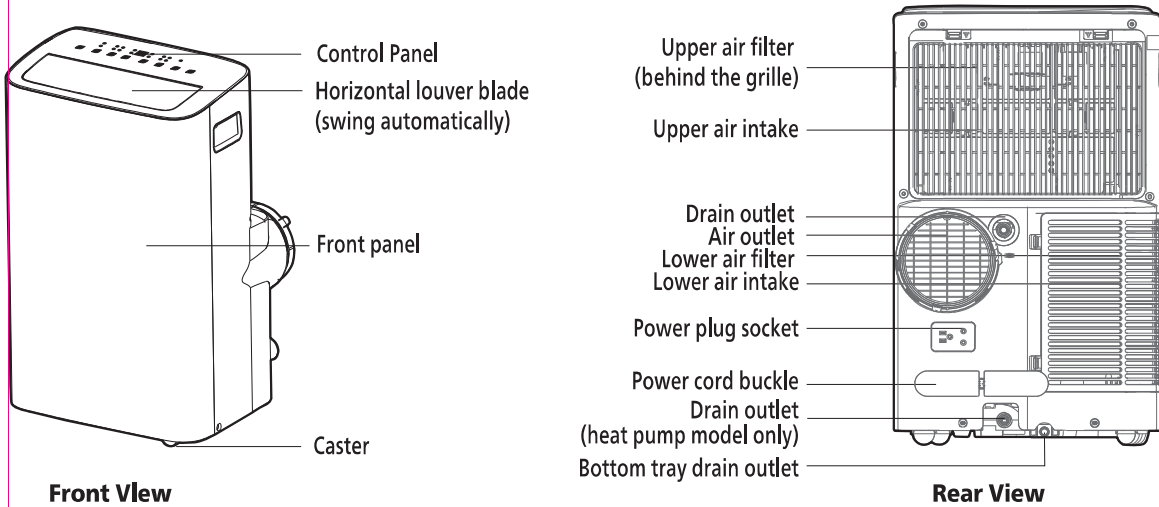 Control Panel
Horizontal louver blade
(swing automatically)
Front panel
Caster
Front VIew
Upper air filter
(behind the grille)
Upper air intake
Drain outlet
Air outlet
Lower air filter
Lower air intake
Power plug socket
Power cord buckle
Drain outlet
(heat pump model only)
Bottom tray drain outlet
Rear View